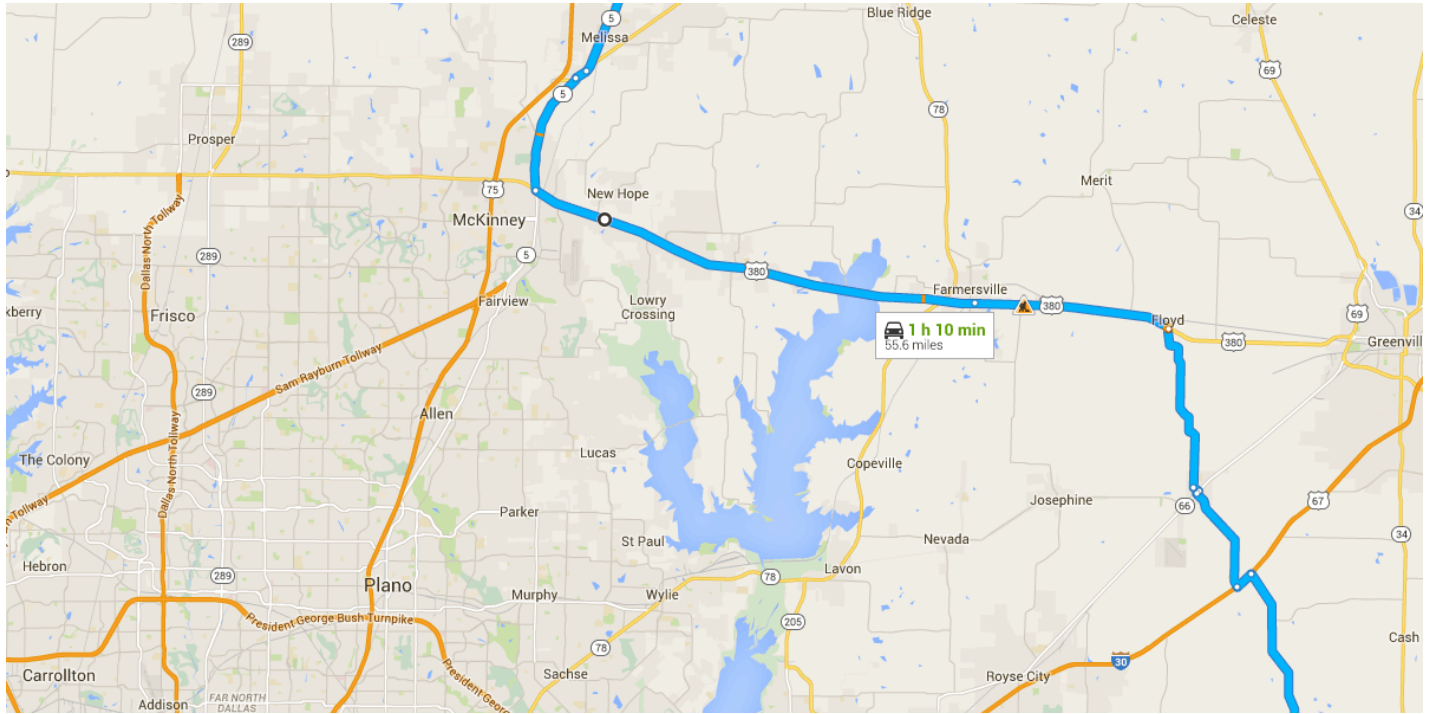 5
Melissa
Blue Ridge
Celeste
289
69
5
78
Prosper
Merit
75
New Hope
34
McKinney
Dallas North Tollway
289
5
380
Fairview
Lowry
Crossing
Farmersville
380
Floyd
69
kberry
Frisco
1 h 10 min
55.6 miles
380
Greenvill
Sam Rayburn Tollway
289
Allen
The Colony
Dallas North Tollway
Lucas
Copeville
n Tollway
Parker
Josephine
66
67
St Paul
Nevada
34
Hebron
289
Plano
78
Lavon
Murphy
Wylie
President George Bush Turnpike
205
Cash
78
Carrollton
Sachse
President Georg
30
Royse City
Addison
FAR NORTH
DALLAS